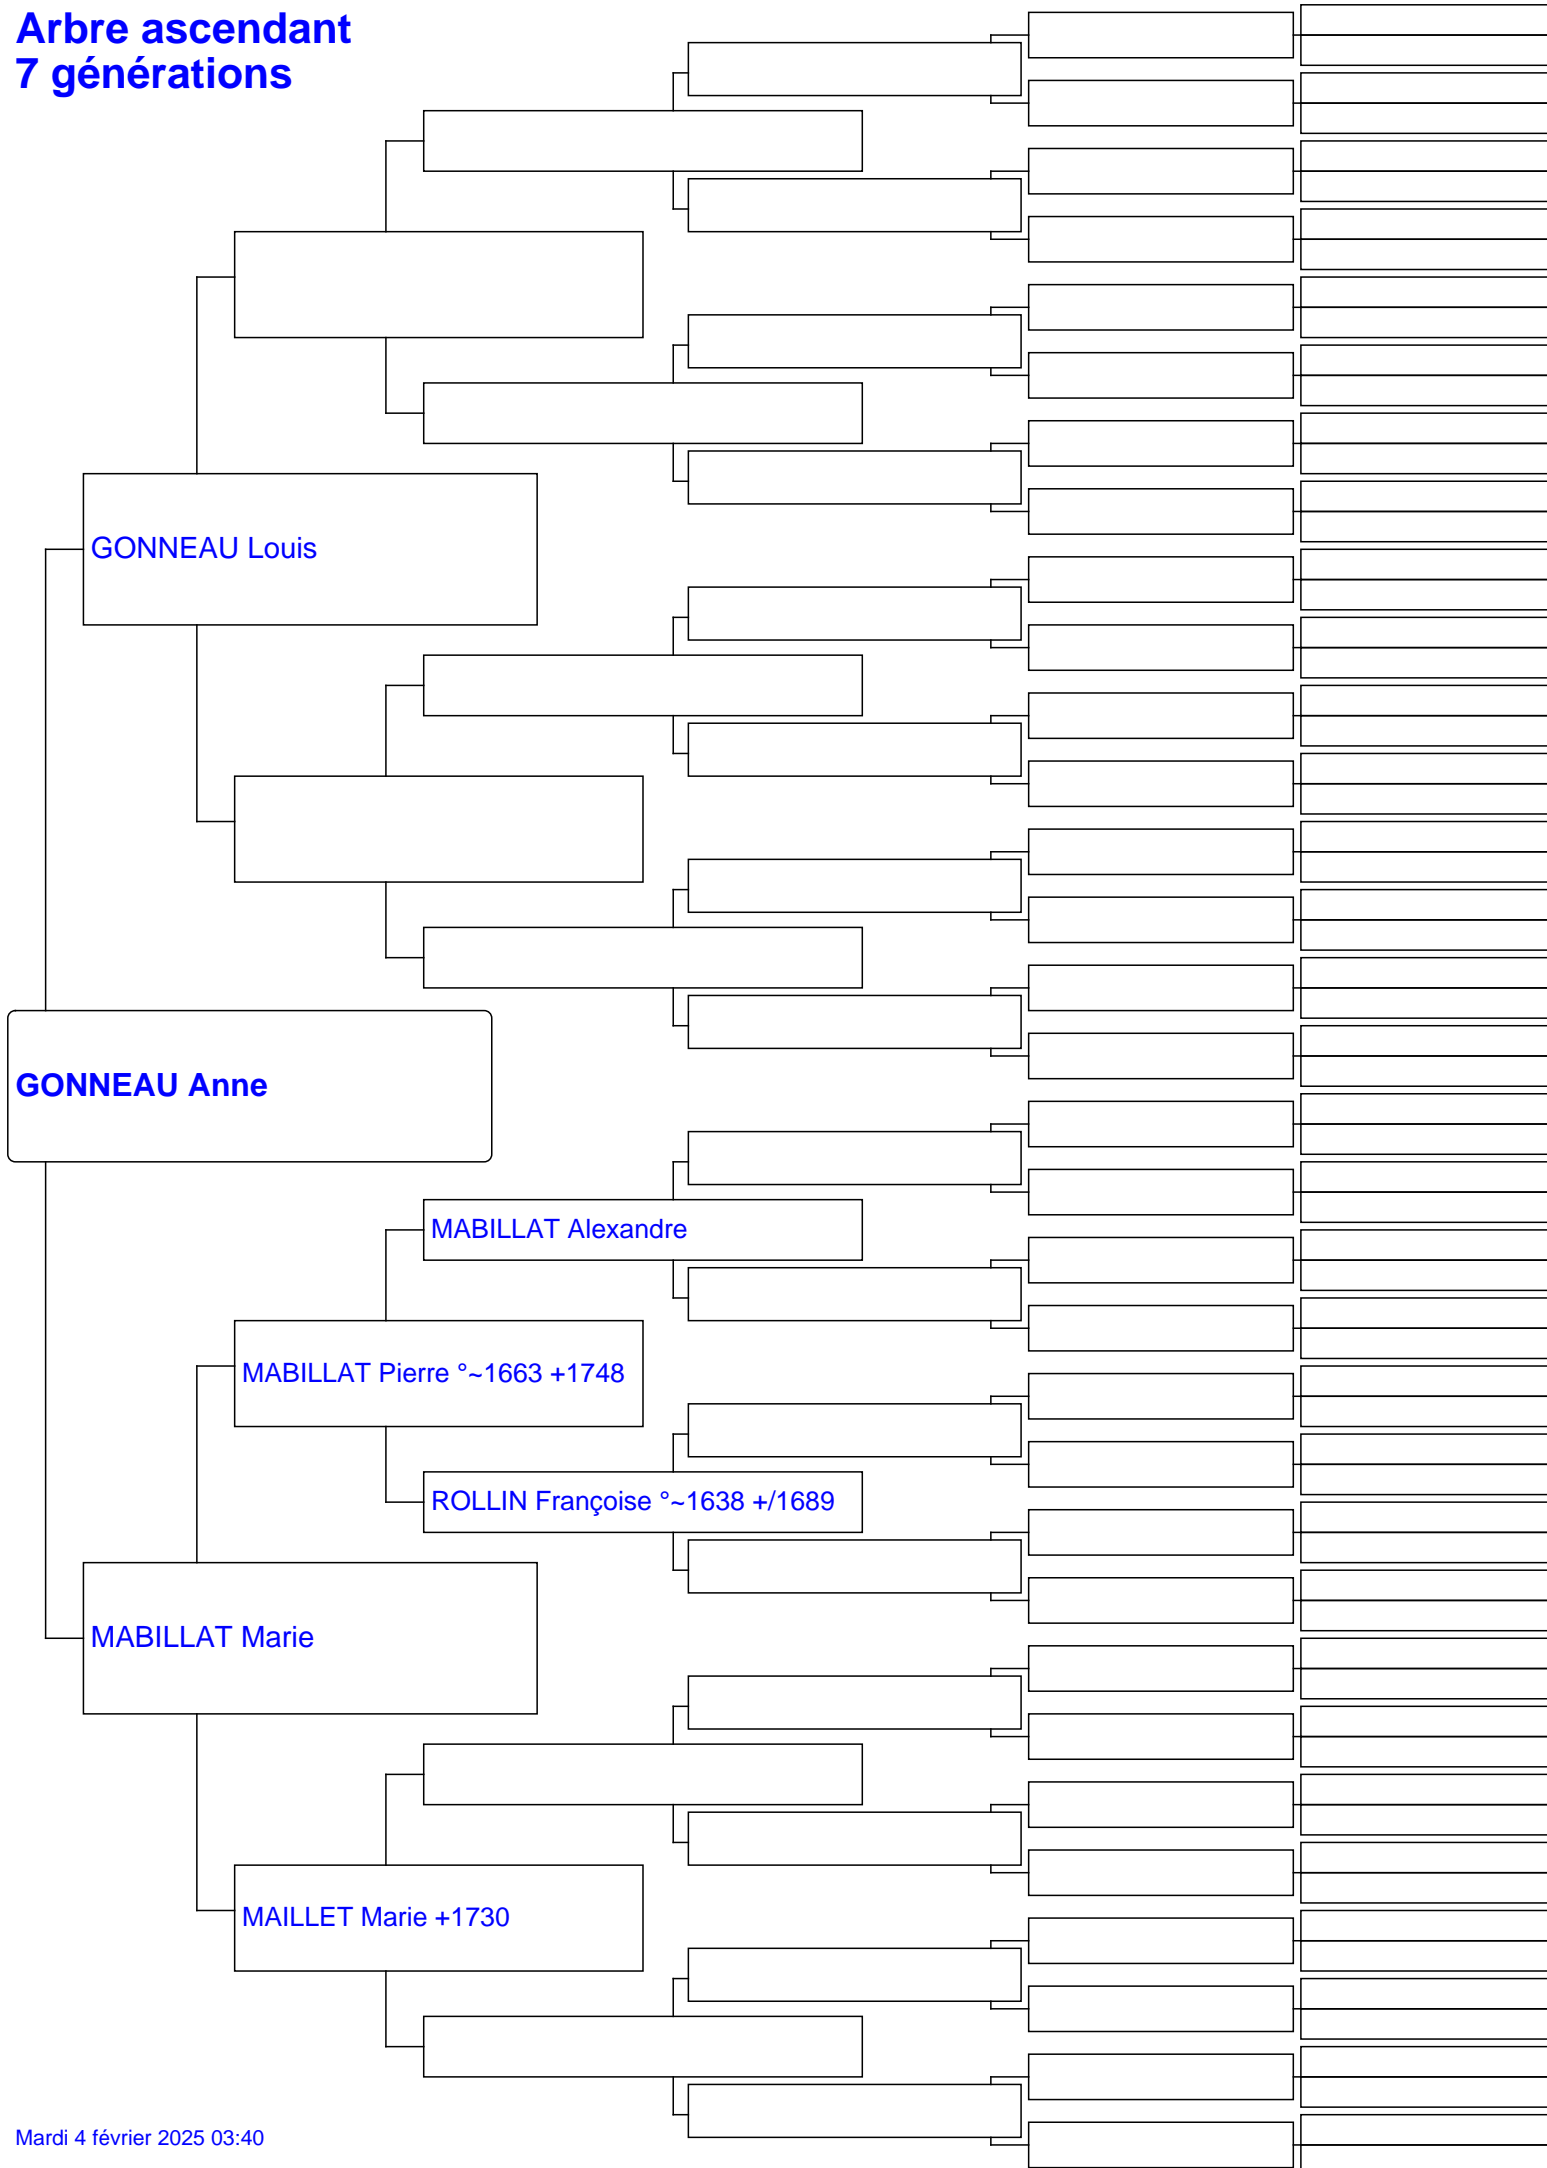 Arbre ascendant
7 générations
GONNEAU Louis
GONNEAU Anne
MABILLAT Alexandre
MABILLAT Pierre °~1663 +1748
ROLLIN Françoise °~1638 +/1689
MABILLAT Marie
MAILLET Marie +1730
Mardi 4 février 2025 03:40